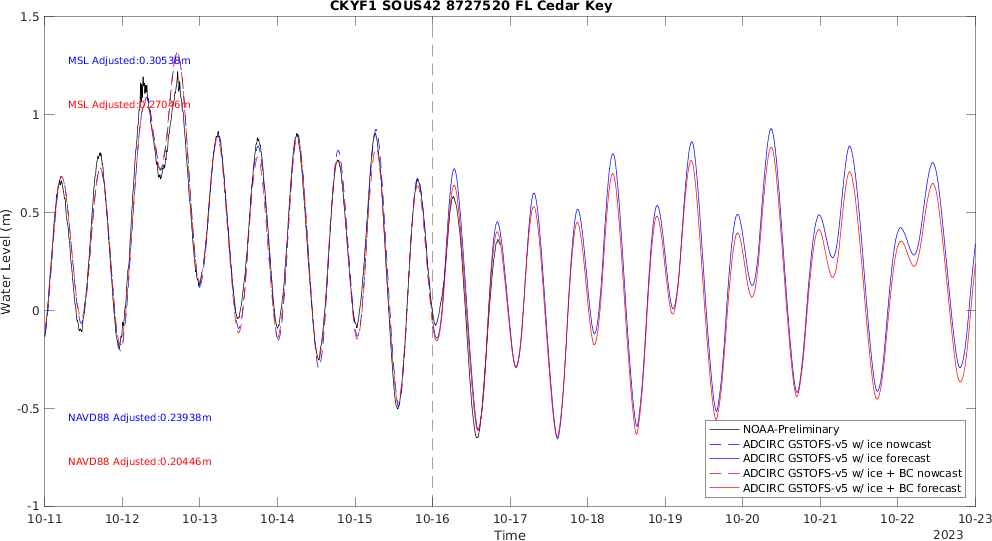 CKYF1 SOUS42 8727520 FL Cedar Key
1.5
1
0.5
0
-0.5
-1
Water Level (m)
MSL Adjusted:0.30538m
MSL Adjusted:0.27046m
NAVD88 Adjusted:0.23938m
NAVD88 Adjusted:0.20446m
NOAA-Preliminary
ADCIRC GSTOFS-v5 w/ ice nowcast
ADCIRC GSTOFS-v5 w/ ice forecast
ADCIRC GSTOFS-v5 w/ ice + BC nowcast
ADCIRC GSTOFS-v5 w/ ice + BC forecast
10-11 10-12 10-13 10-14 10-15 10-16 10-17 10-18 10-19 10-20 10-21 10-22 10-23
Time
2023